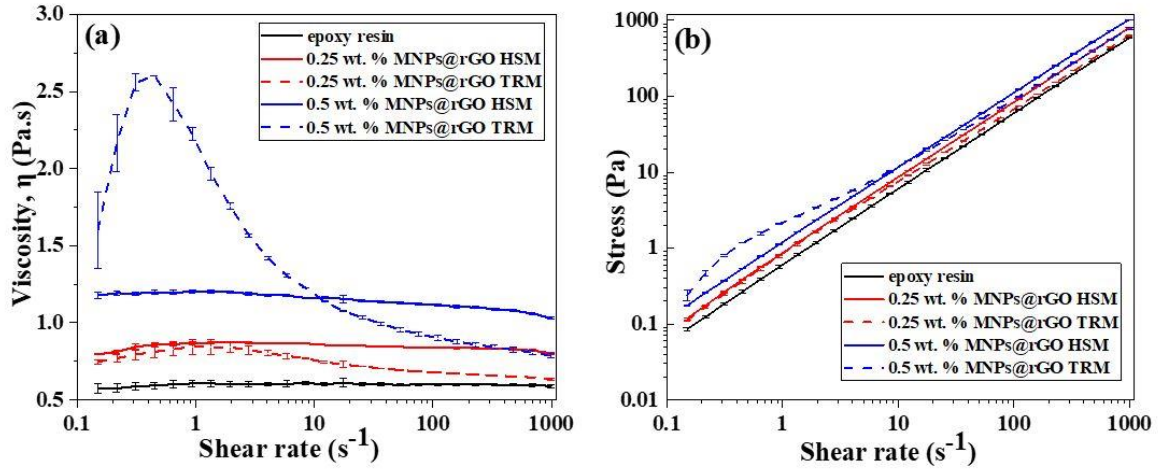 (a)
epoxy resin
0.25 wt. % MNPs@rGO HSM
0.25 wt. % MNPs@rGO TRM
0.5 wt. % MNPs@rGO HSM
0.5 wt. % MNPs@rGO TRM
3.0
2.5
2.0
1.5
1.0
0.5
Viscosity, η (Pa.s)
0.1 1 10 100 1000
Shear rate (s⁻¹)
(b)
1000
100
10
1
0.1
0.01
Stress (Pa)
epoxy resin
0.25 wt. % MNPs@rGO HSM
0.25 wt. % MNPs@rGO TRM
0.5 wt. % MNPs@rGO HSM
0.5 wt. % MNPs@rGO TRM
0.1 1 10 100 1000
Shear rate (s⁻¹)